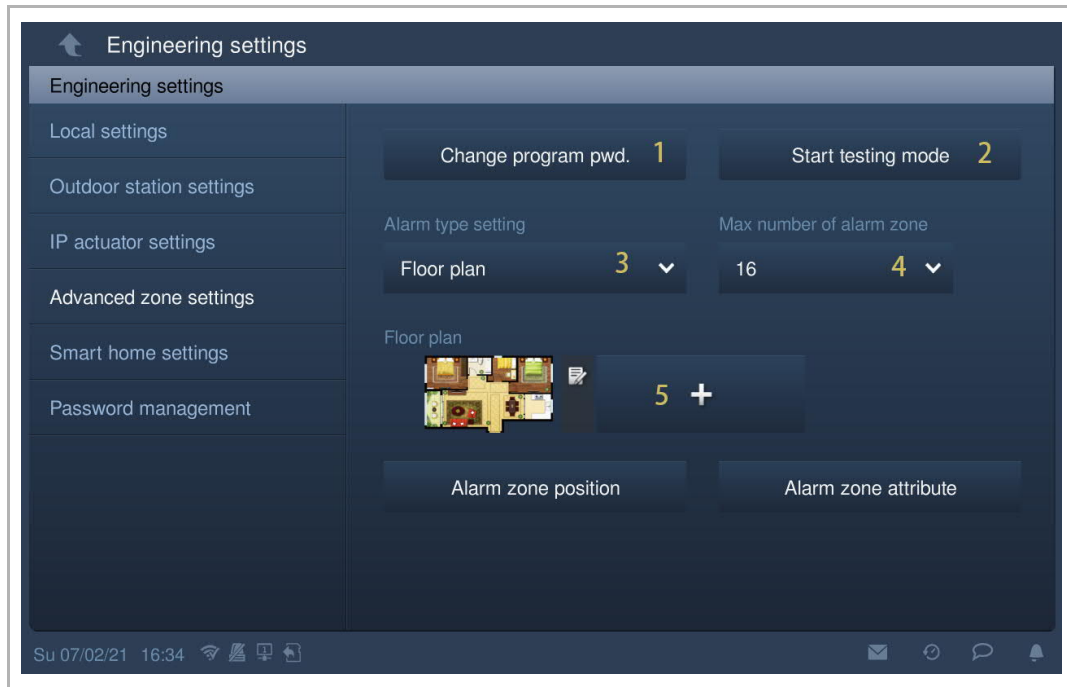 Engineering settings
Engineering settings
Local settings
Outdoor station settings
IP actuator settings
Advanced zone settings
Smart home settings
Password management
Change program pwd. 1
Start testing mode 2
Alarm type setting
Max number of alarm zone
Floor plan 3
16 4
Floor plan
5 +
Alarm zone position
Alarm zone attribute
Su 07/02/21 16:34